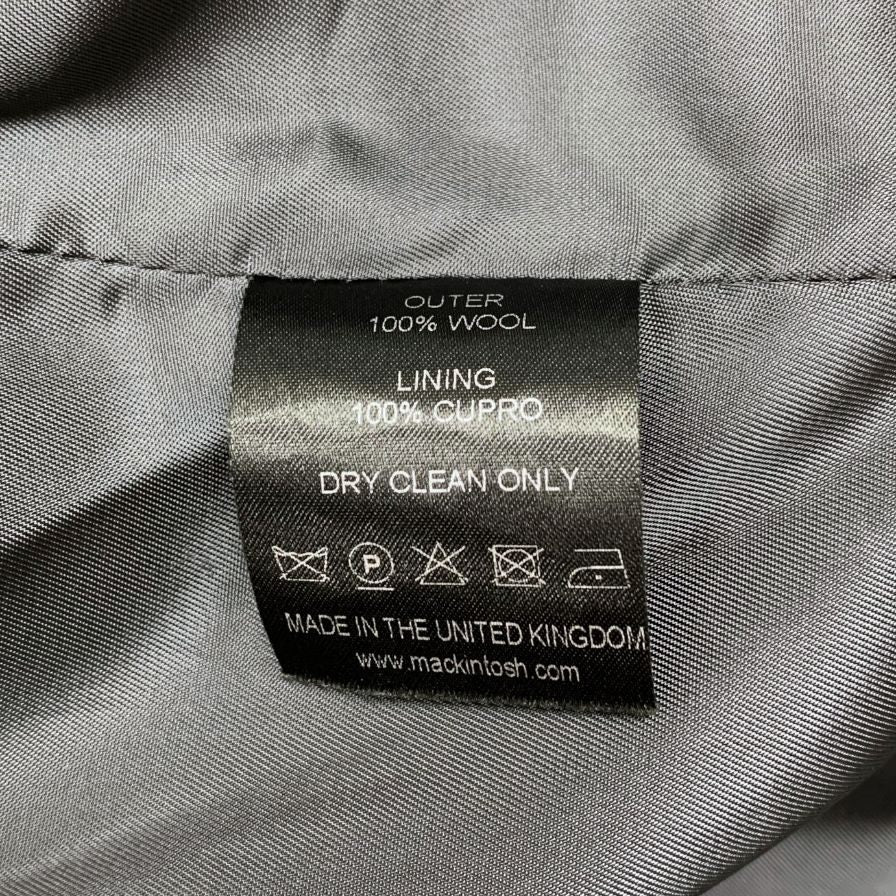 OUTER
100% WOOL
LINING
100% CUPRO
DRY CLEAN ONLY
P
MADE IN THE UNITED KINGDOM
www.mackintosh.com